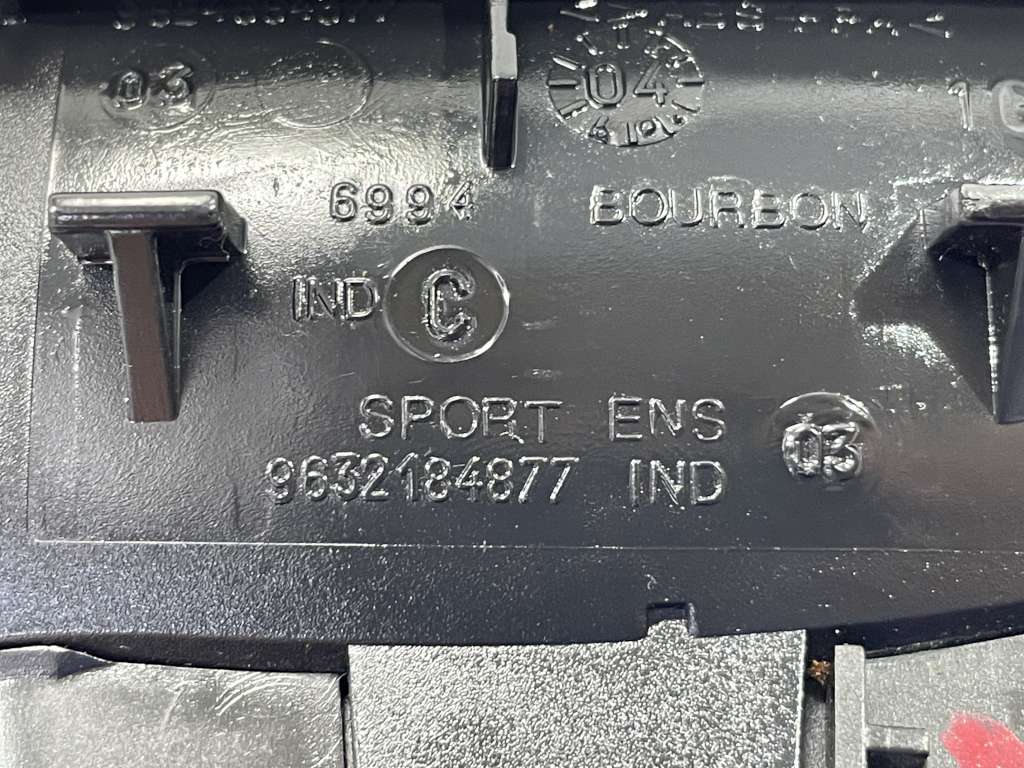 03
04
6994 BOURBON
IND C
SPORT ENS
03
9632184877 IND